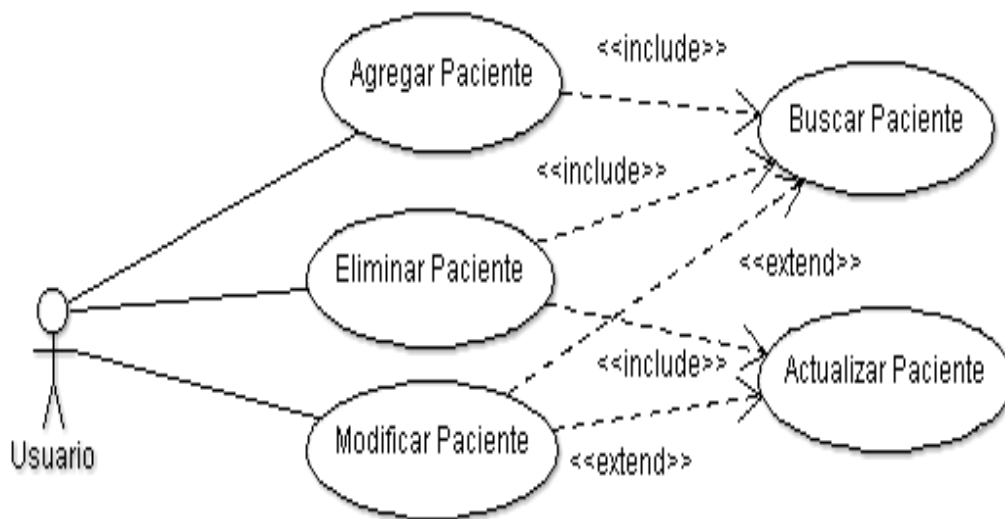 <<include>>
Agregar Paciente
Buscar Paciente
<<include>>
Eliminar Paciente
<<extend>>
<<include>>
Actualizar Paciente
Modificar Paciente
<<extend>>
Usuario